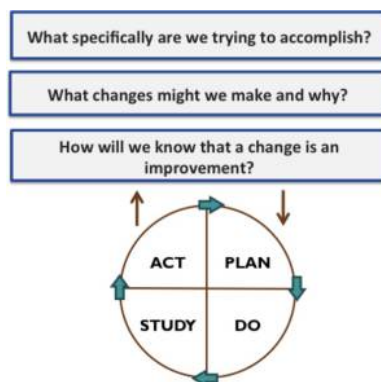 What specifically are we trying to accomplish?
What changes might we make and why?
How will we know that a change is an
improvement?
ACT
PLAN
STUDY
DO